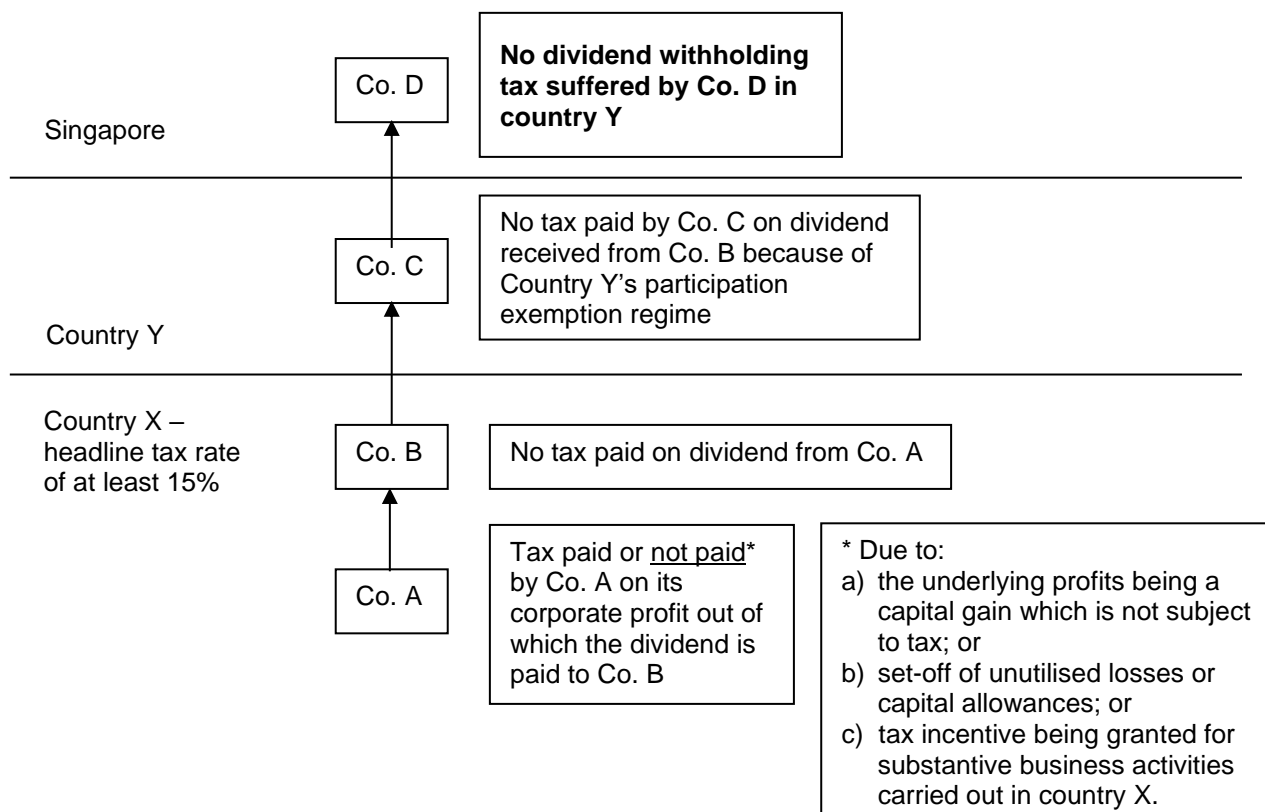 No dividend withholding
tax suffered by Co. D in
country Y
Co. D
Singapore
No tax paid by Co. C on dividend
received from Co. B because of
Country Y’s participation
exemption regime
Co. C
Country Y
Country X –
headline tax rate
of at least 15%
Co. B
No tax paid on dividend from Co. A
Tax paid or not paid*
by Co. A on its
corporate profit out of
which the dividend is
paid to Co. B
Co. A
* Due to:
a) the underlying profits being a
capital gain which is not subject
to tax; or
b) set-off of unutilised losses or
capital allowances; or
c) tax incentive being granted for
substantive business activities
carried out in country X.